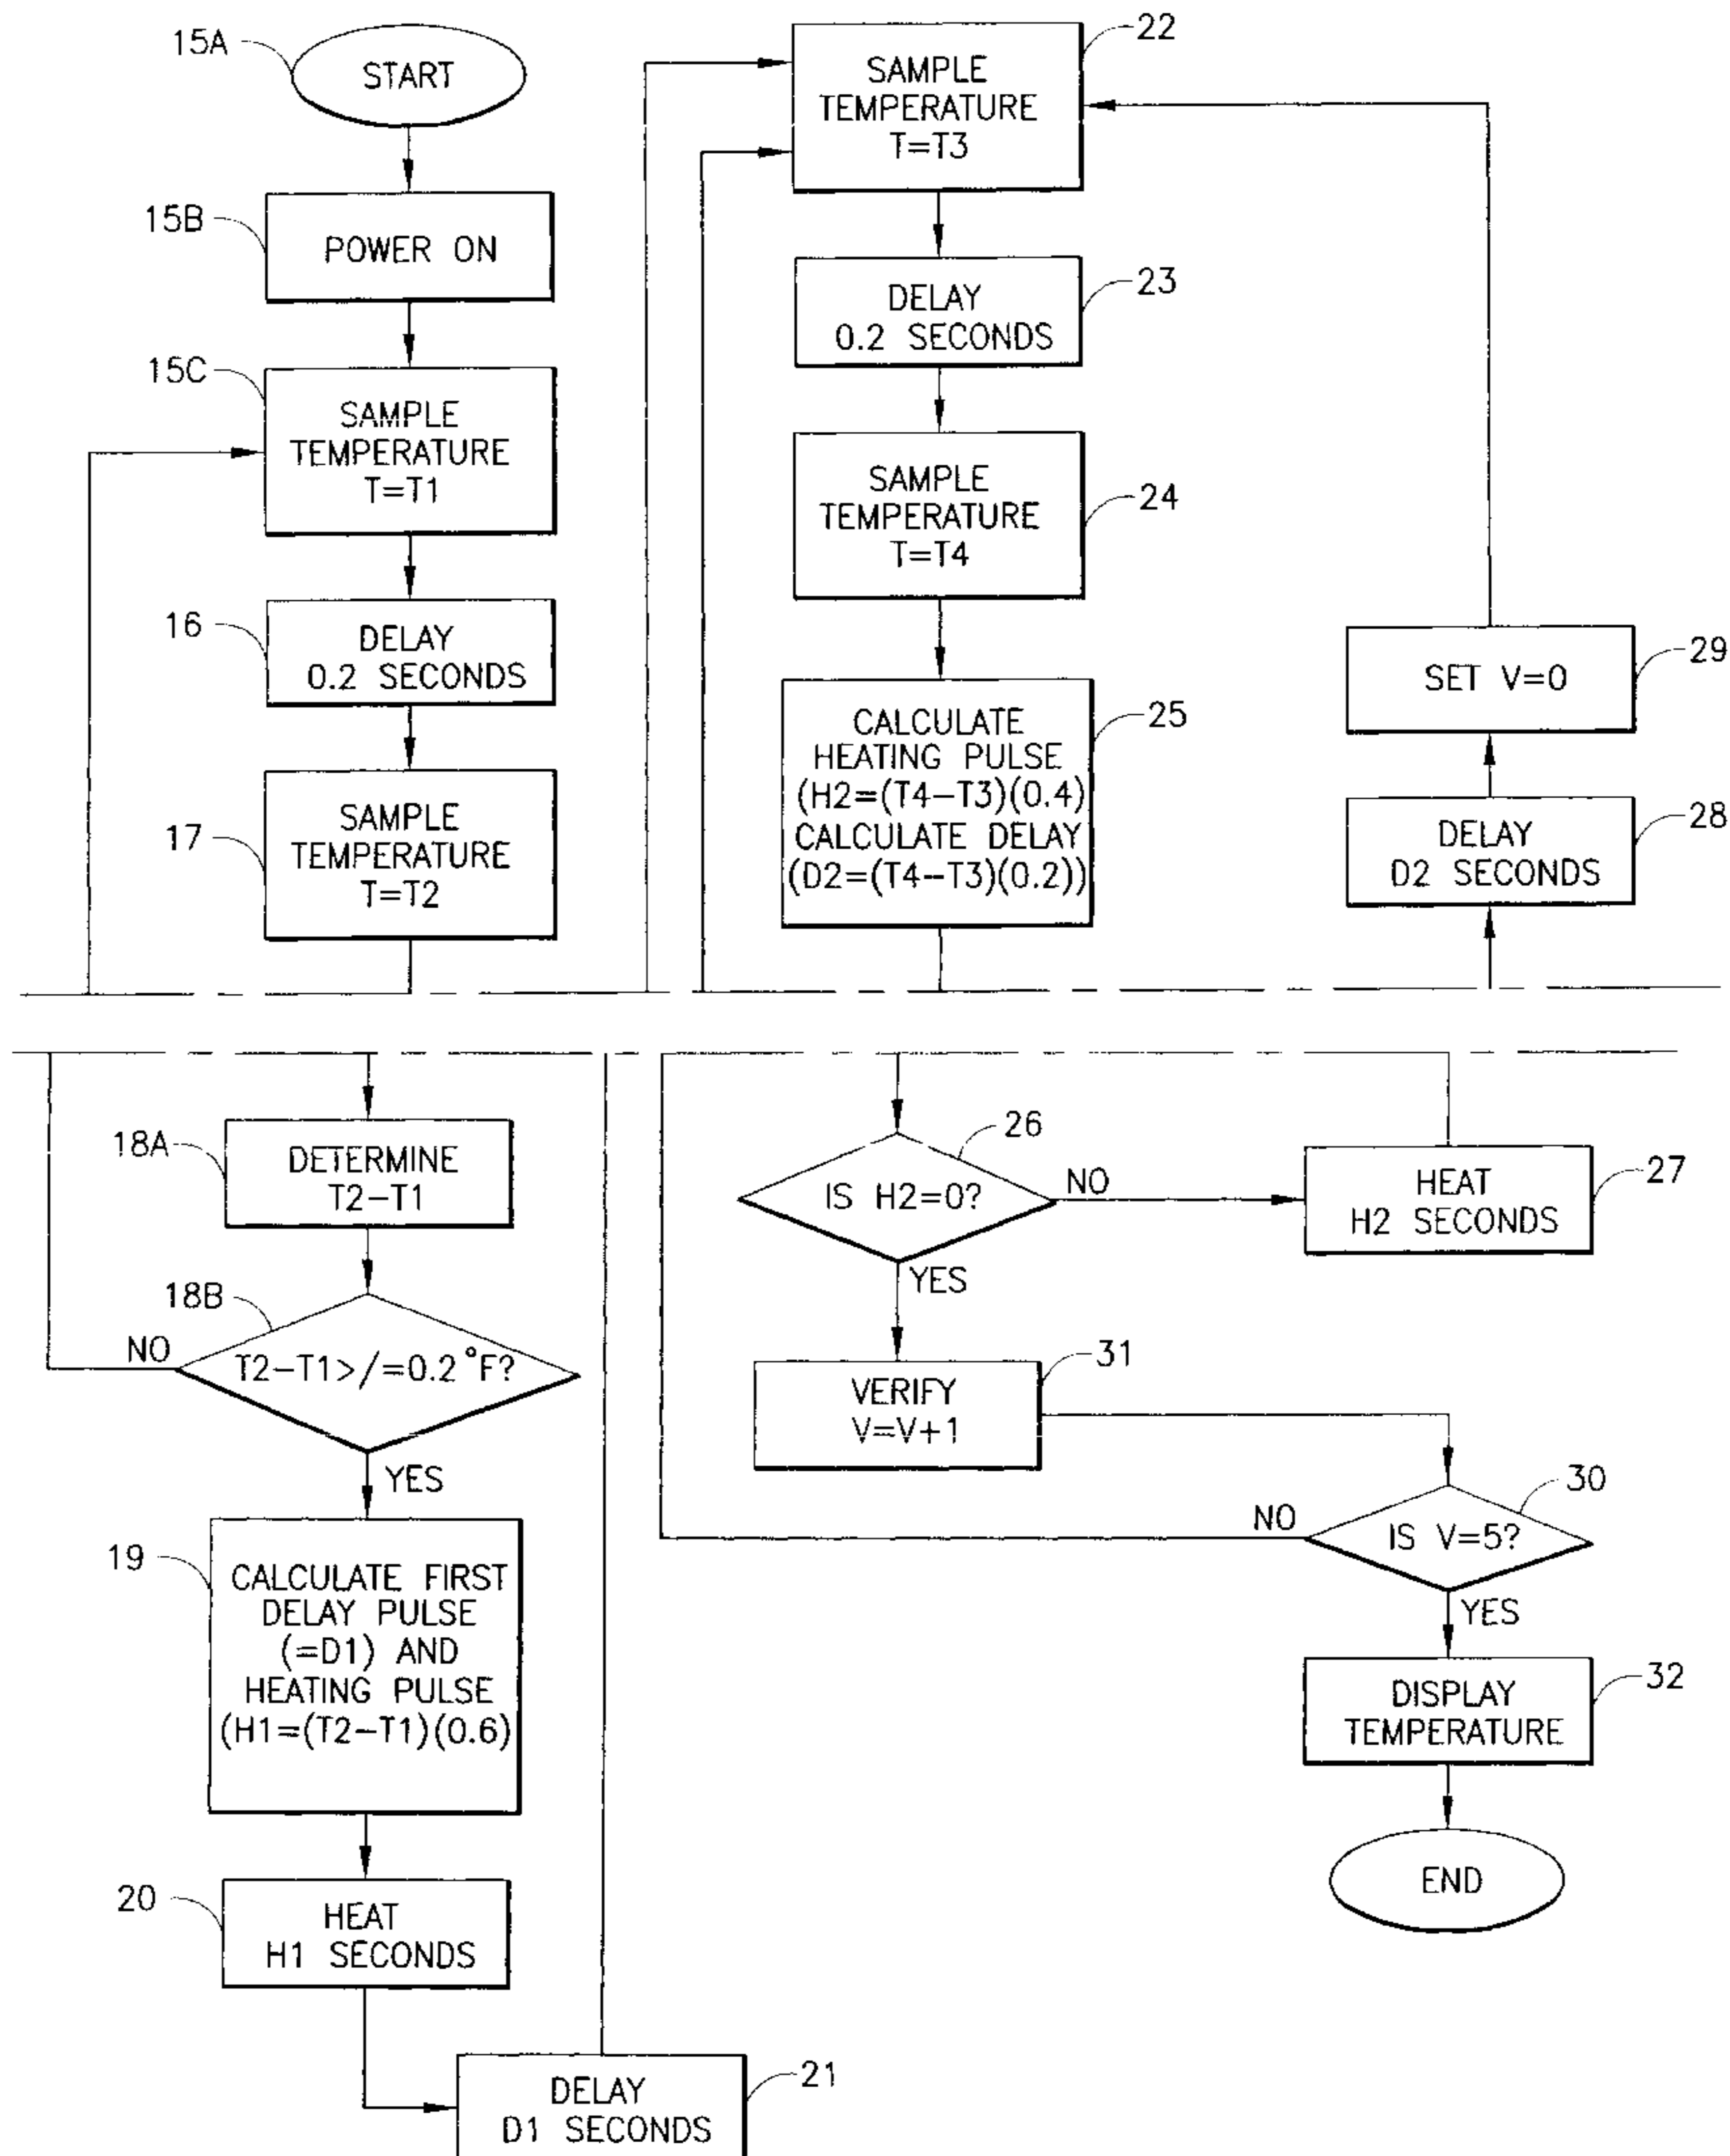 15A
START
15B
POWER ON
15C
SAMPLE
TEMPERATURE
T=T1
16
DELAY
0.2 SECONDS
17
SAMPLE
TEMPERATURE
T=T2
22
SAMPLE
TEMPERATURE
T=T3
23
DELAY
0.2 SECONDS
24
SAMPLE
TEMPERATURE
T=T4
25
CALCULATE
HEATING PULSE
(H2=(T4-T3)(0.4)
CALCULATE DELAY
(D2=(T4-T3)(0.2))
29
SET V=0
28
DELAY
D2 SECONDS
18A
DETERMINE
T2-T1
18B
NO
T2-T1>/=0.2°F?
YES
19
CALCULATE FIRST
DELAY PULSE
(=D1) AND
HEATING PULSE
(H1=(T2-T1)(0.6)
20
HEAT
H1 SECONDS
21
DELAY
D1 SECONDS
26
IS H2=0?
NO
YES
27
HEAT
H2 SECONDS
31
VERIFY
V=V+1
30
NO
IS V=5?
YES
32
DISPLAY
TEMPERATURE
END